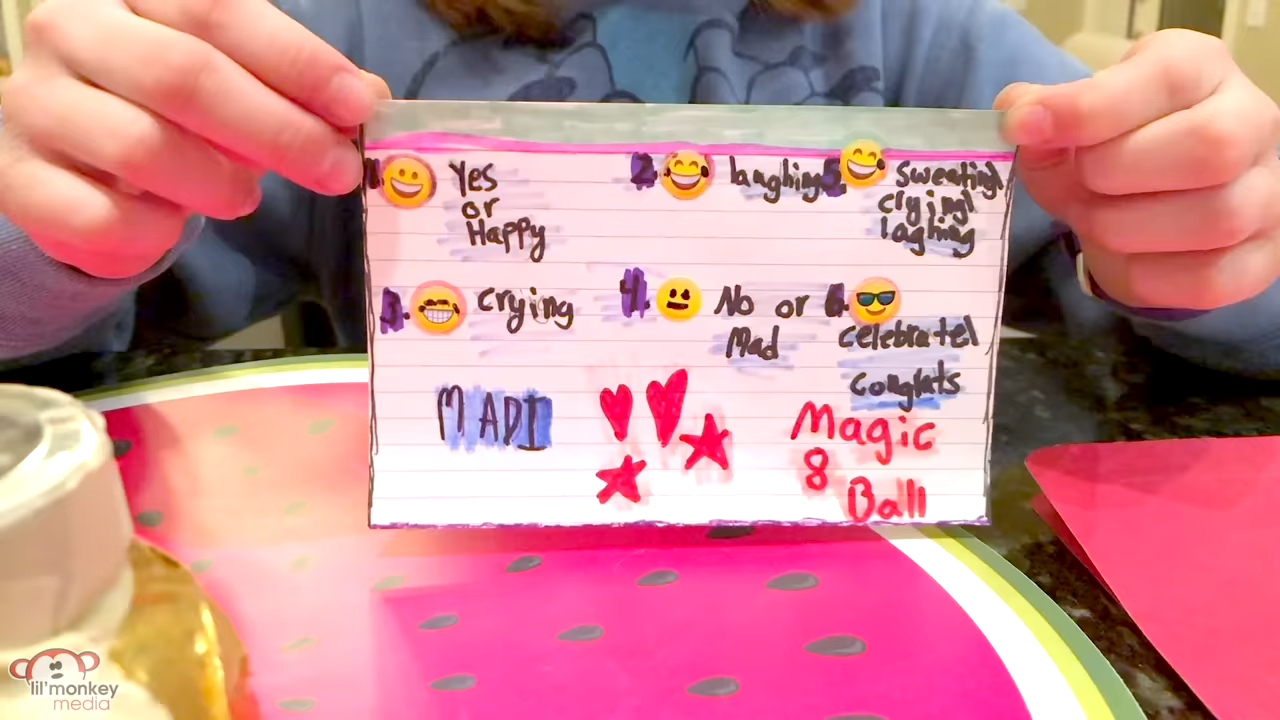 1. Yes
or
Happy
2. laughing
5. Sweating
crying
laghing
3. crying
4. No or
Mad
6.
celebrate
congrats
MADI
Magic
8
Ball
lil'monkey
media